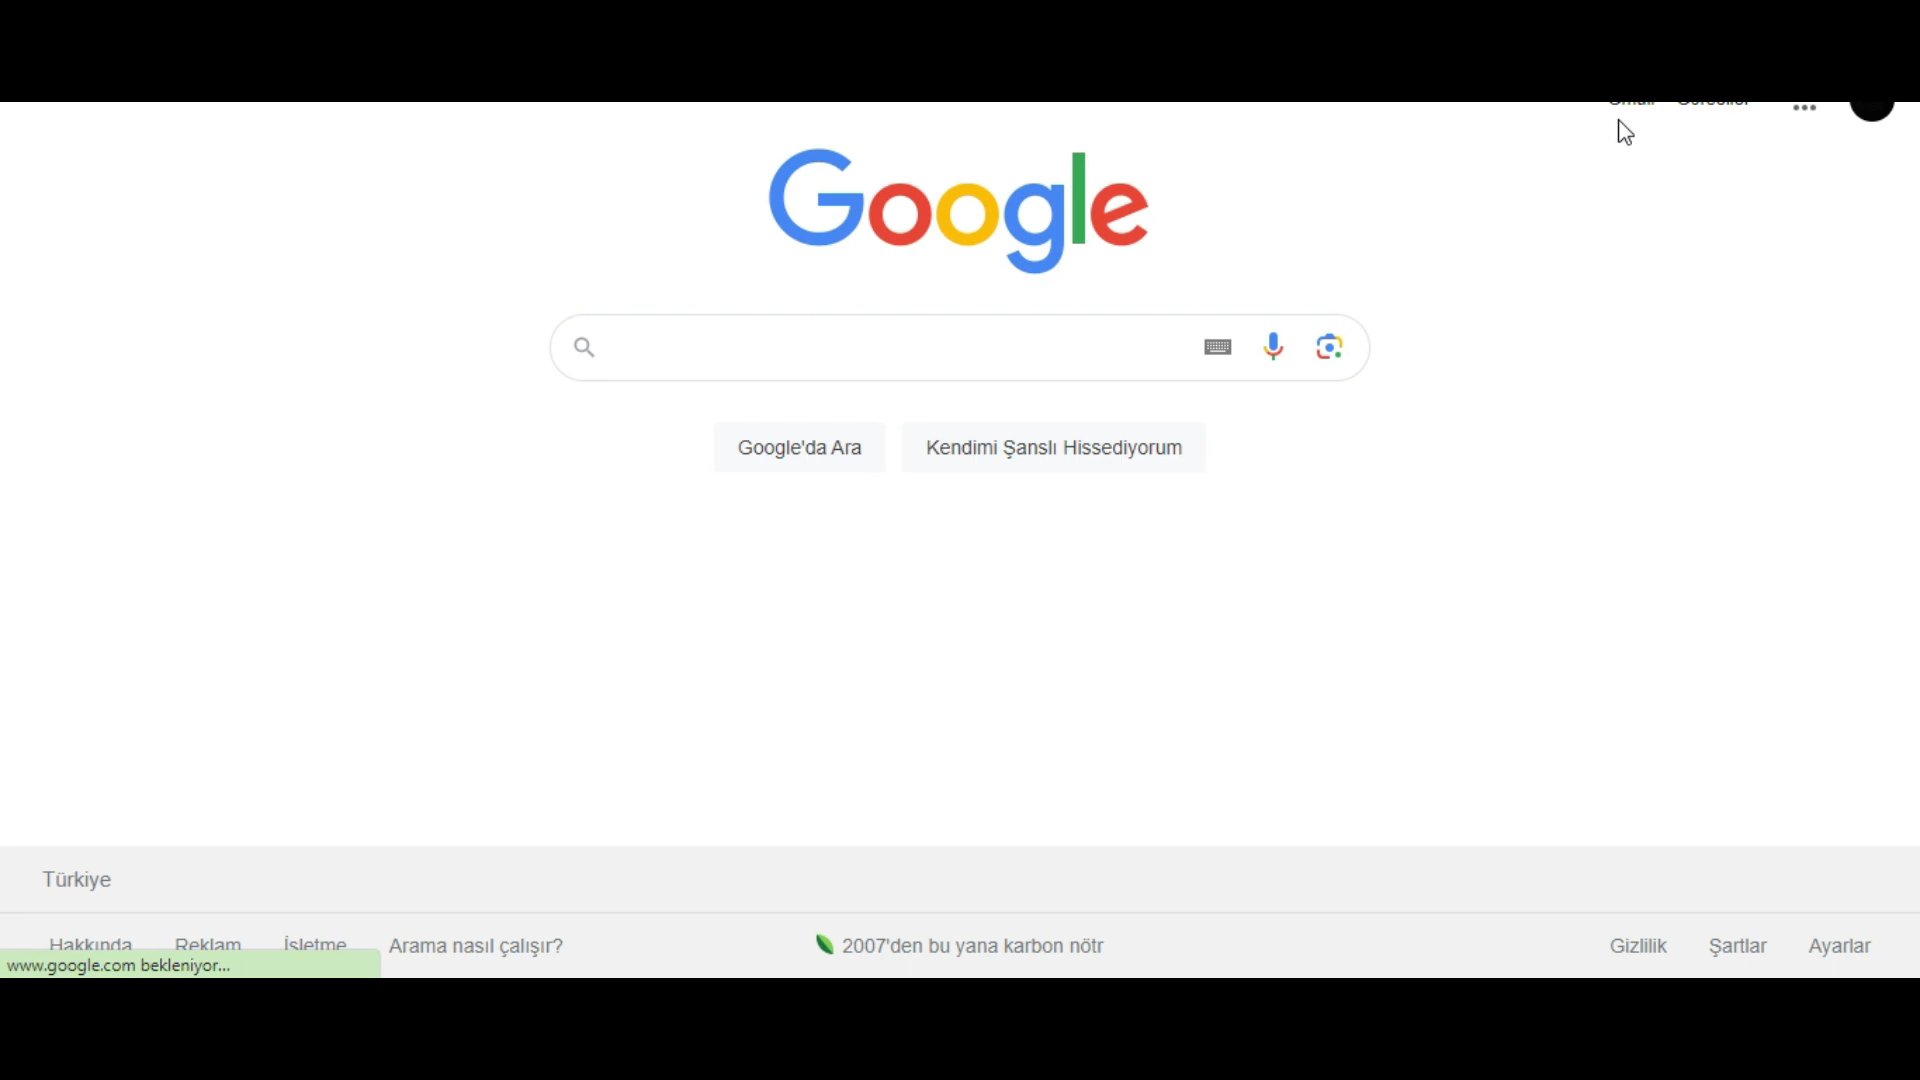 Google
Google'da Ara
Kendimi Şanslı Hissediyorum
Türkiye
Hakkında Reklam İşletme Arama nasıl çalışır? 2007'den bu yana karbon nötr Gizlilik Şartlar Ayarlar
www.google.com bekleniyor...